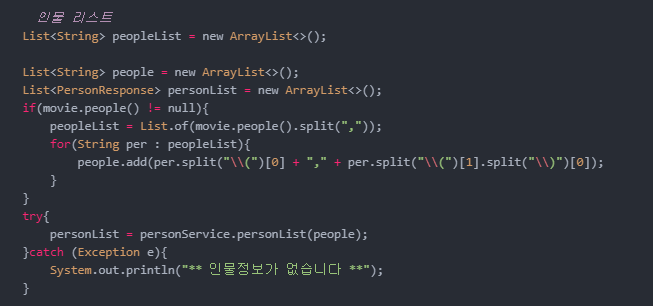 인물 리스트
List<String> peopleList = new ArrayList<>();
List<String> people = new ArrayList<>();
List<PersonResponse> personList = new ArrayList<>();
if(movie.people() != null){
peopleList = List.of(movie.people().split(","));
for(String per : peopleList){
people.add(per.split("\\(")[0] + "," + per.split("\\(")[1].split("\\)")[0]);
}
}
try{
personList = personService.personList(people);
}catch (Exception e){
System.out.println("** 인물정보가 없습니다 **");
}